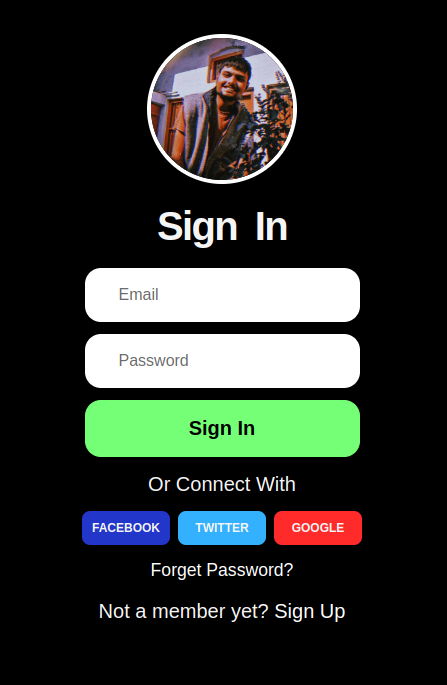 Sign In
Email
Password
Sign In
Or Connect With
FACEBOOK TWITTER GOOGLE
Forget Password?
Not a member yet? Sign Up